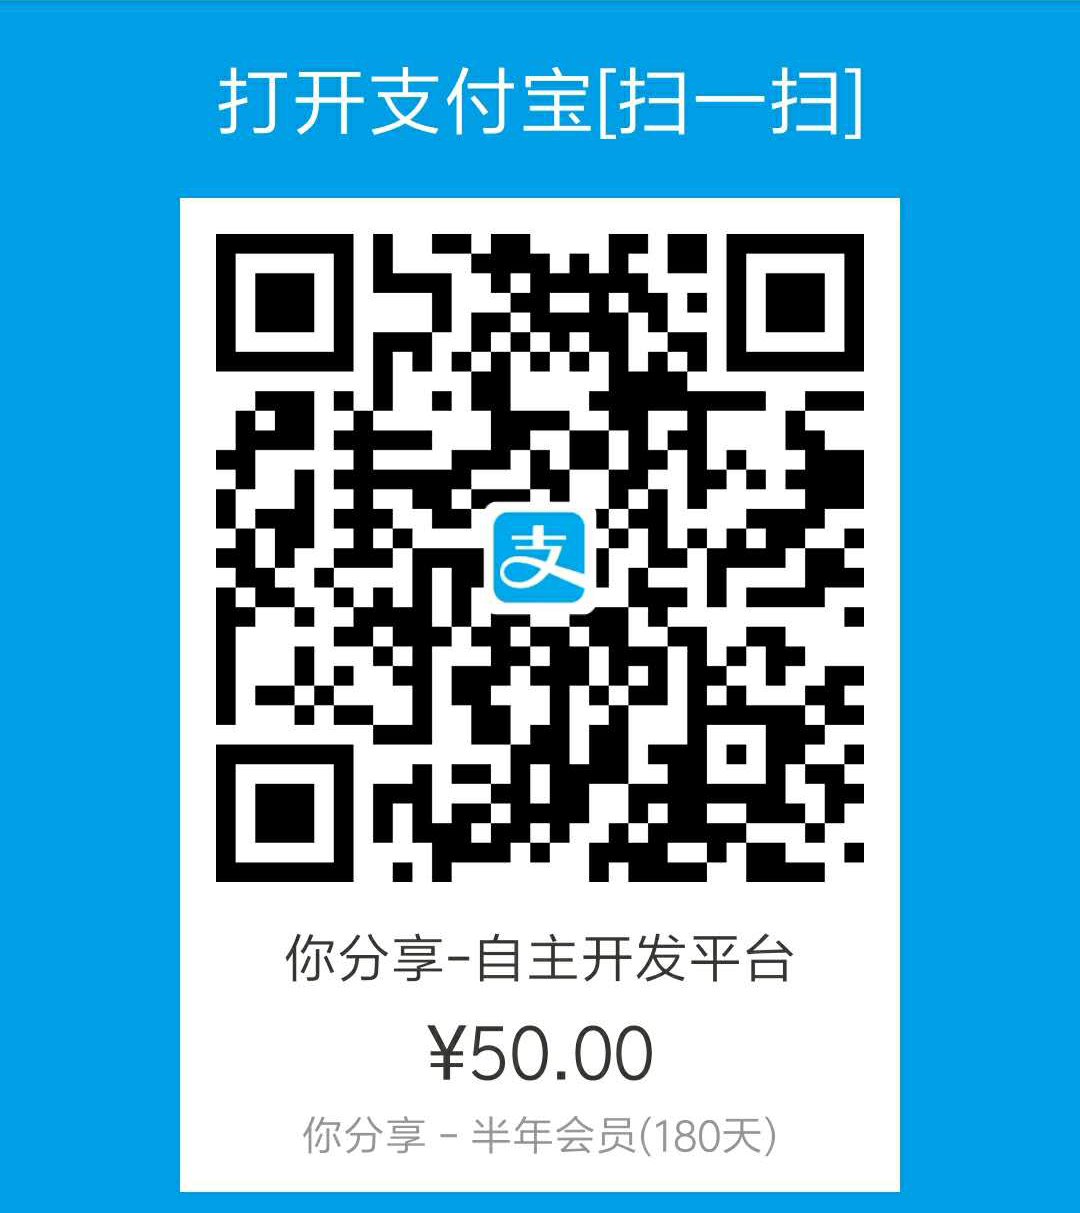 打开支付宝[扫一扫]
支
你分享-自主开发平台
¥50.00
你分享 - 半年会员(180天)